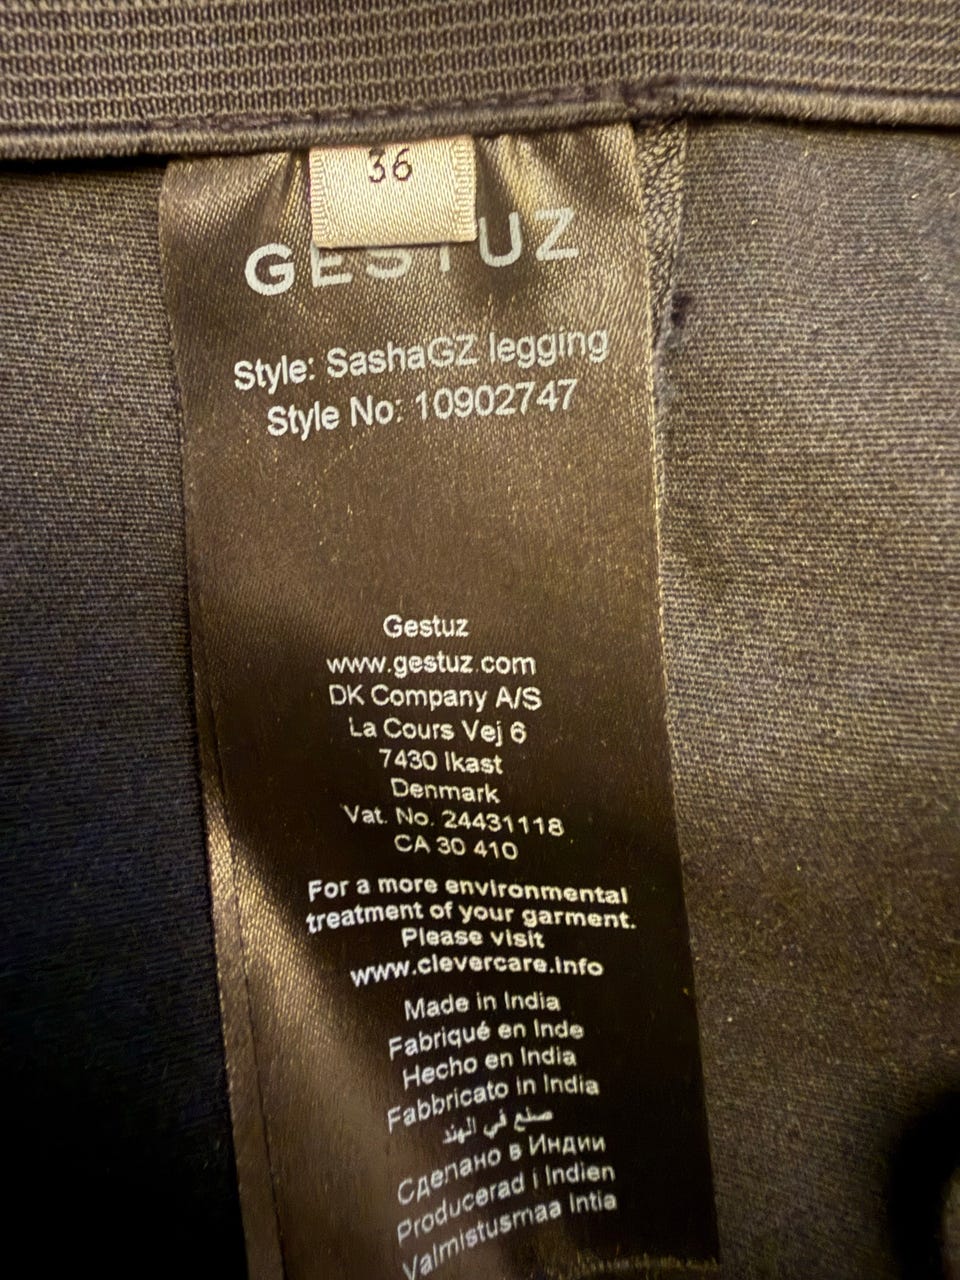 36
GESTUZ
Style: SashaGZ legging
Style No: 10902747
Gestuz
www.gestuz.com
DK Company A/S
La Cours Vej 6
7430 Ikast
Denmark
Vat. No. 24431118
CA 30 410
For a more environmental
treatment of your garment.
Please visit
www.clevercare.info
Made in India
Fabriqué en Inde
Hecho en India
Fabbricato in India
صنع في الهند
Сделано в Индии
Producerad i Indien
Valmistusmaa Intia